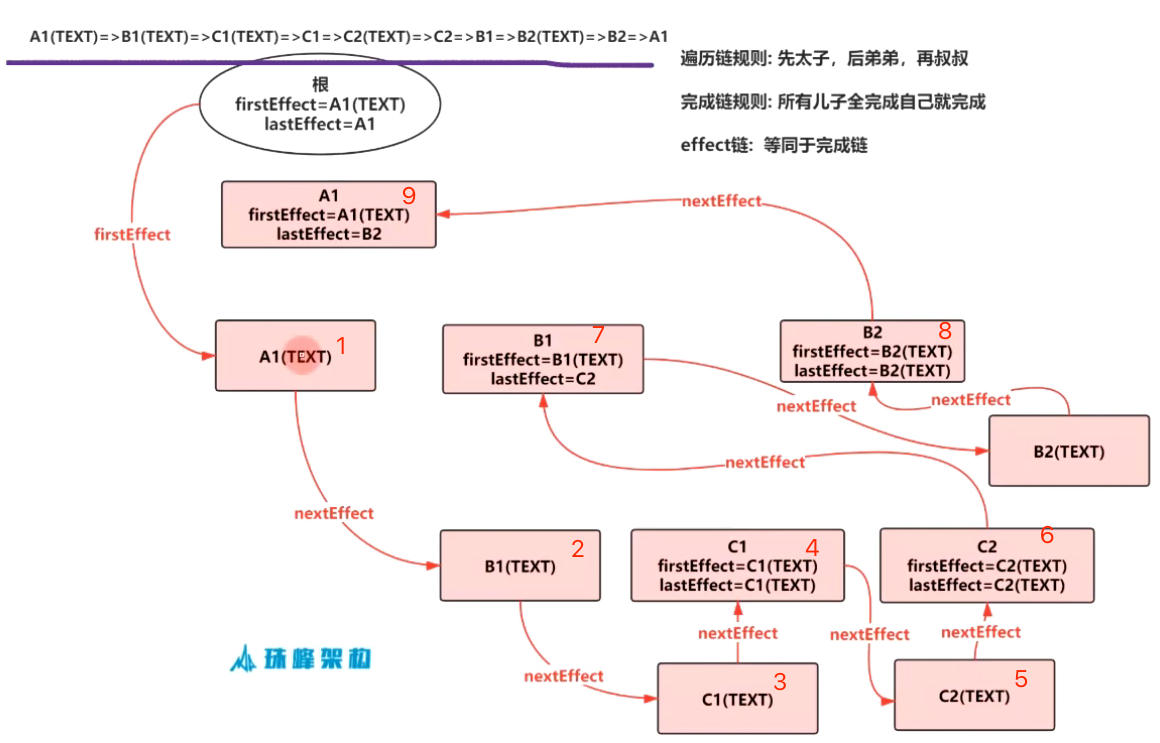 A1(TEXT)=>B1(TEXT)=>C1(TEXT)=>C1=>C2(TEXT)=>C2=>B1=>B2(TEXT)=>B2=>A1
遍历链规则: 先太子，后弟弟，再叔叔
完成链规则: 所有儿子全完成自己就完成
effect链: 等同于完成链
根
firstEffect=A1(TEXT)
lastEffect=A1
A1
9
firstEffect=A1(TEXT)
lastEffect=B2
nextEffect
firstEffect
A1(TEXT)
1
B1
7
firstEffect=B1(TEXT)
lastEffect=C2
B2
8
firstEffect=B2(TEXT)
lastEffect=B2(TEXT)
nextEffect
nextEffect
B2(TEXT)
nextEffect
nextEffect
B1(TEXT)
2
C1
4
firstEffect=C1(TEXT)
lastEffect=C1(TEXT)
C2
6
firstEffect=C2(TEXT)
lastEffect=C2(TEXT)
nextEffect
nextEffect
nextEffect
nextEffect
C1(TEXT)
3
C2(TEXT)
5
珠峰架构